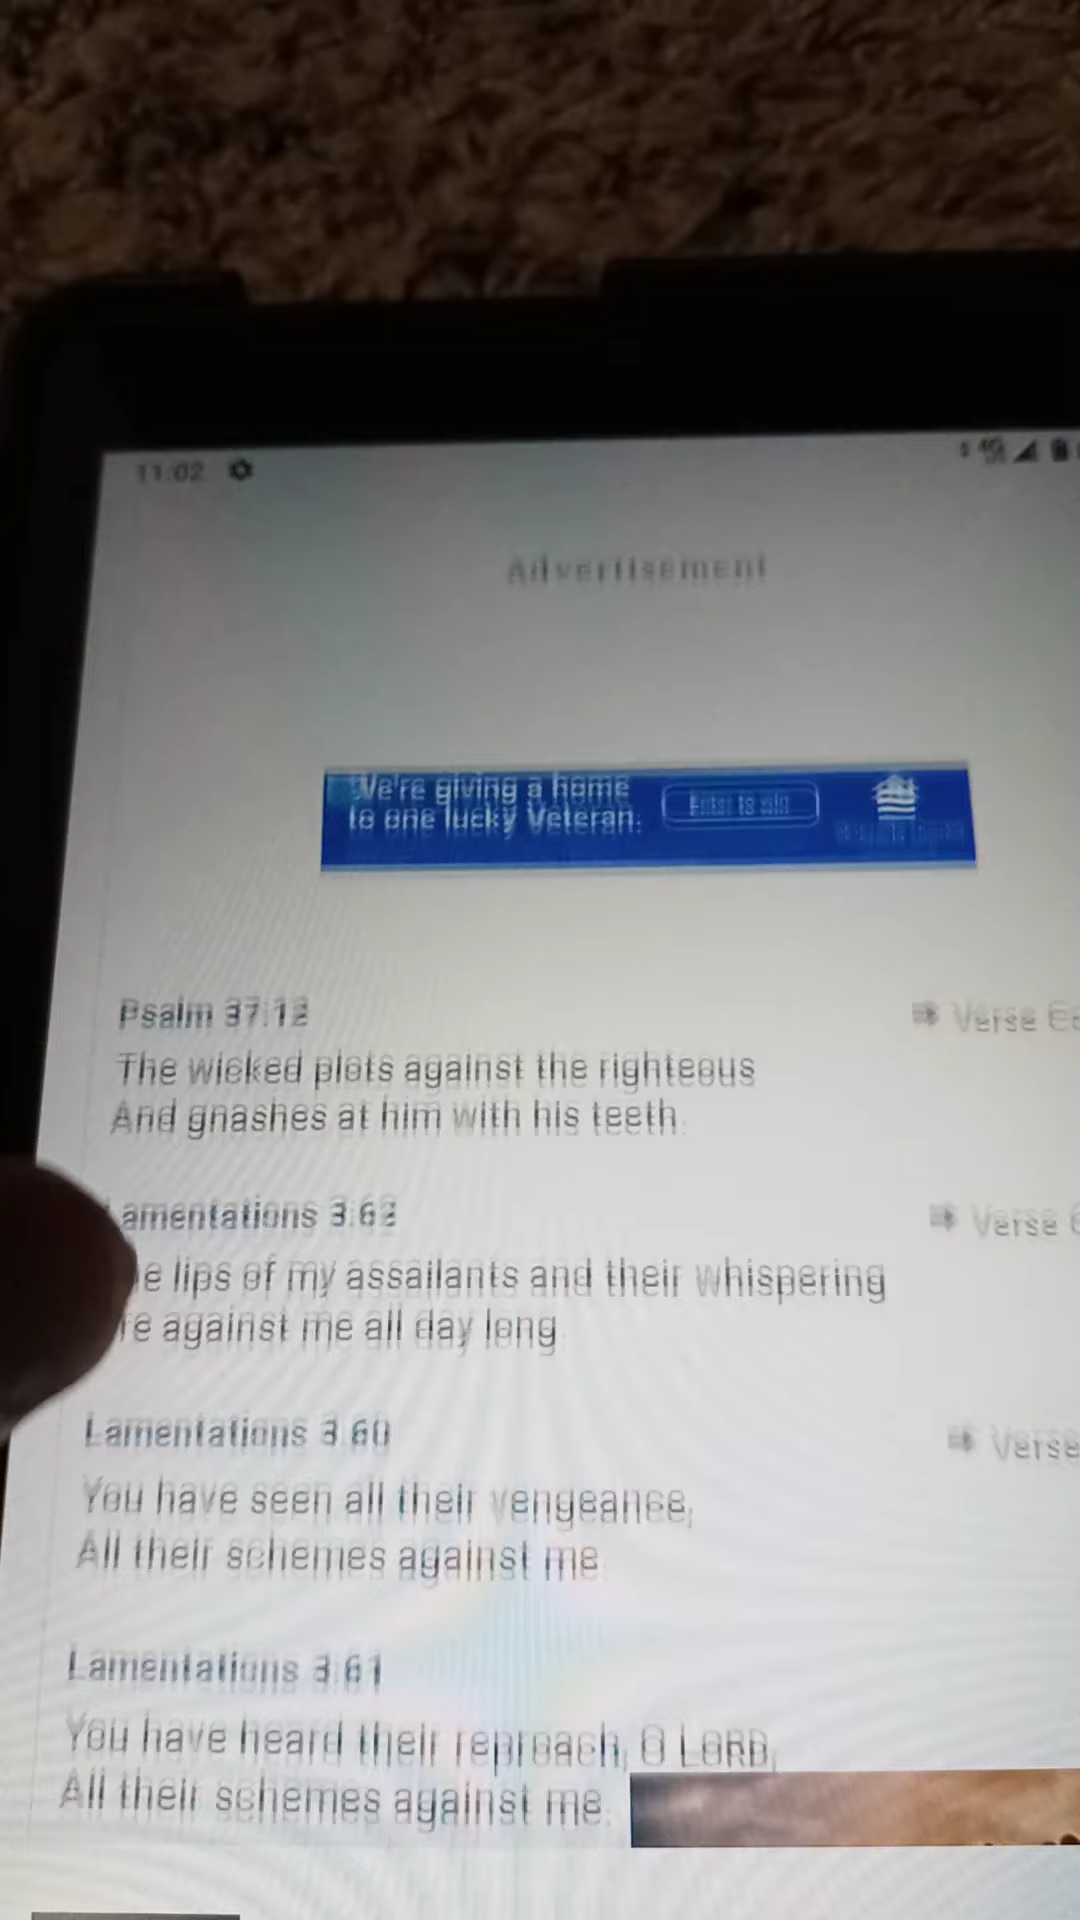 11:02
4G
Advertisement
We're giving a home
to one lucky Veteran.
Enter to win
Psalm 37:12
Verse
The wicked plots against the righteous
And gnashes at him with his teeth.
amentations 3:62
Verse
e lips of my assailants and their whispering
re against me all day long
Lamentations 3:60
Verse
You have seen all their vengeance,
All their schemes against me.
Lamentations 3:61
You have heard their reproach, O LORD,
All their schemes against me.